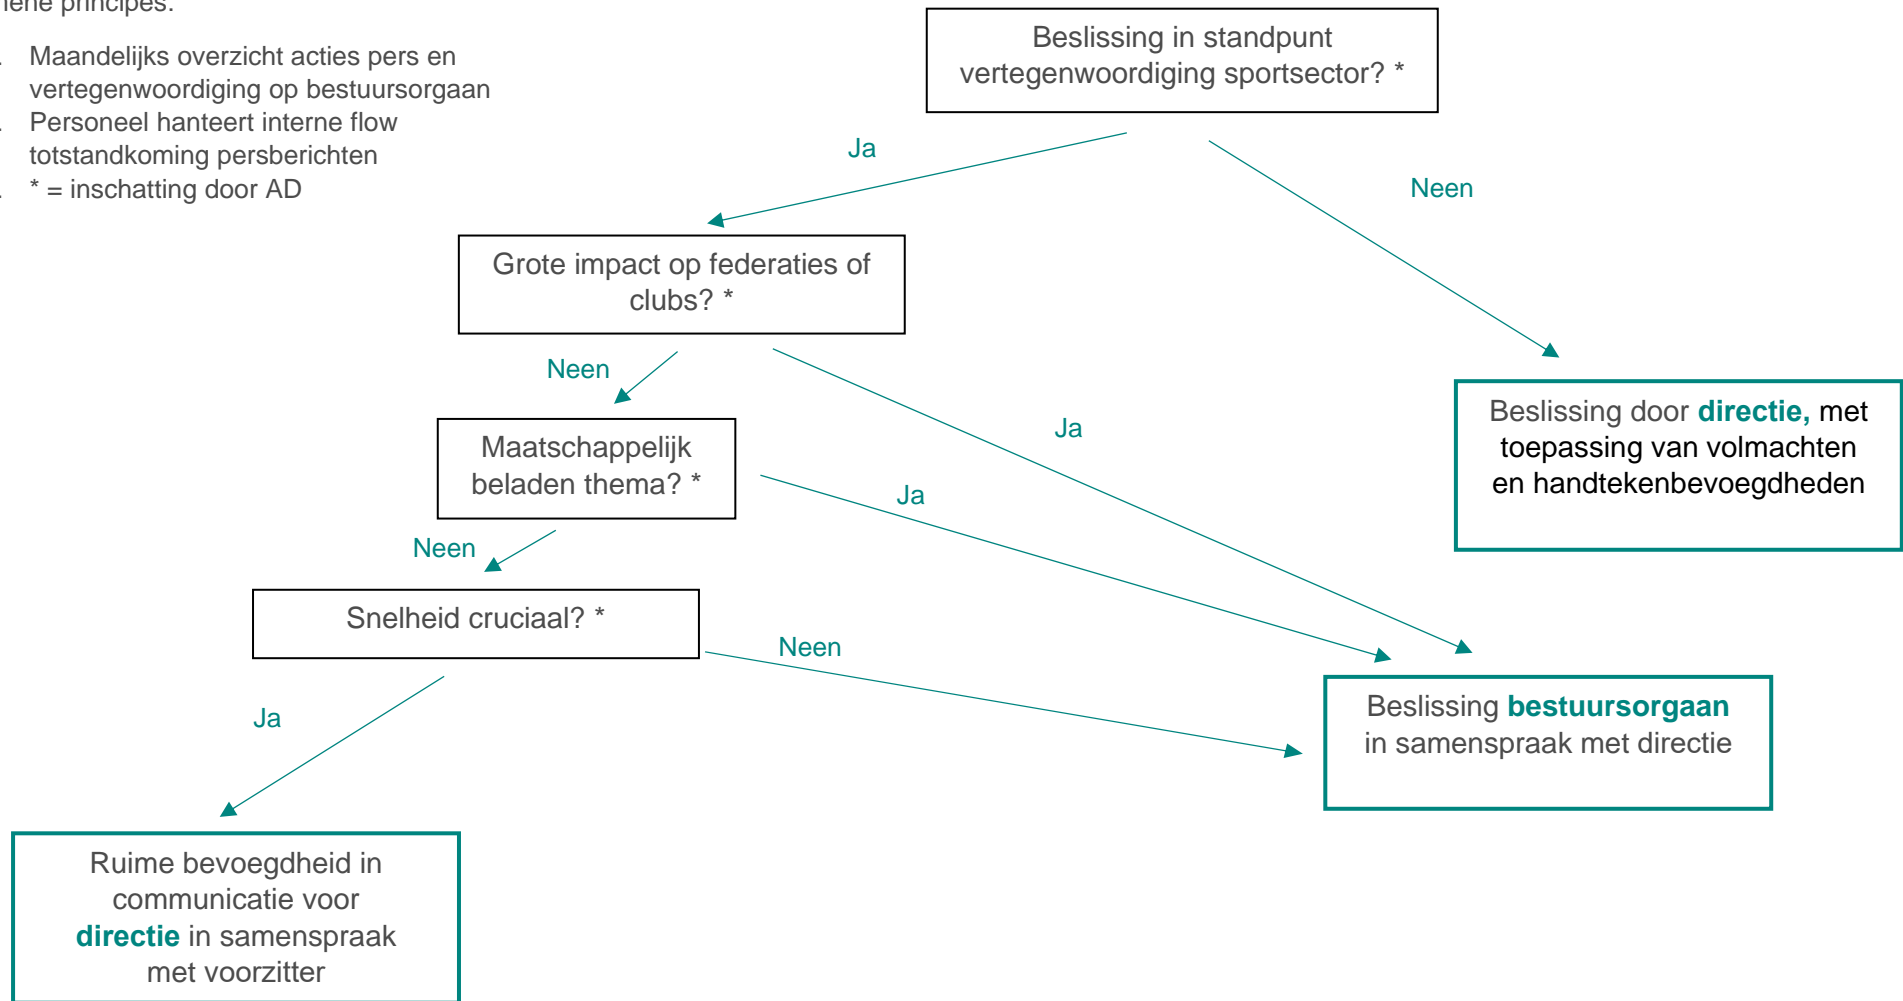 principes:
Maandelijks overzicht acties pers en
vertegenwoordiging op bestuursorgaan
Personeel hanteert interne flow
totstandkoming persberichten
* = inschatting door AD
Beslissing in standpunt
vertegenwoordiging sportsector? *
Ja
Neen
Grote impact op federaties of
clubs? *
Neen
Ja
Maatschappelijk
beladen thema? *
Ja
Neen
Beslissing door directie, met
toepassing van volmachten
en handtekenbevoegdheden
Snelheid cruciaal? *
Neen
Ja
Beslissing bestuursorgaan
in samenspraak met directie
Ruime bevoegdheid in
communicatie voor
directie in samenspraak
met voorzitter